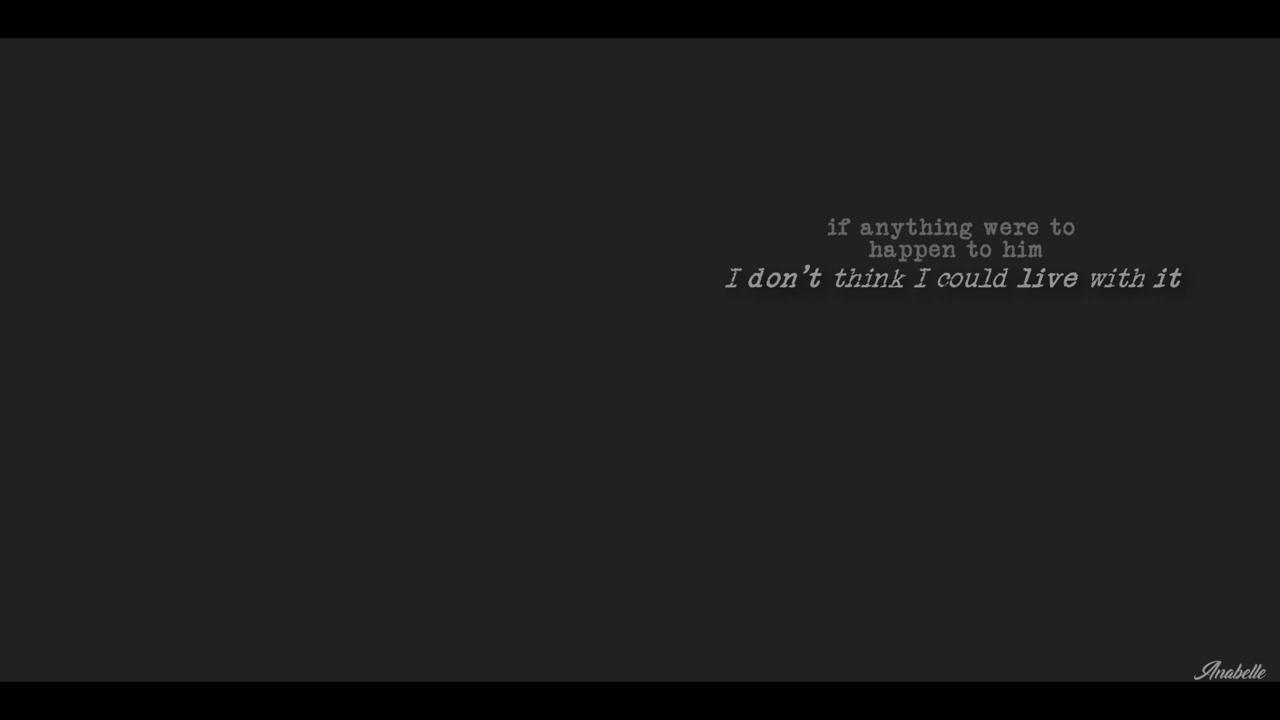 if anything were to
happen to him
I don't think I could live with it
Anabelle